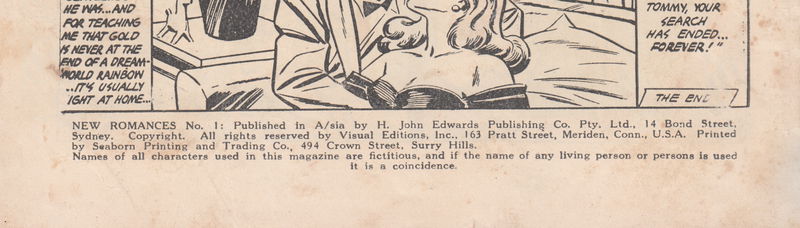 HE WAS...AND
FOR TEACHING
ME THAT GOLD
IS NEVER AT THE
END OF A DREAM-
WORLD RAINBOW
..IT'S USUALLY
IGHT AT HOME...
TOMMY, YOUR
SEARCH
HAS ENDED...
FOREVER!"
THE END
NEW ROMANCES No. 1: Published in A/sia by H. John Edwards Publishing Co. Pty. Ltd., 14 Bond Street,
Sydney. Copyright. All rights reserved by Visual Editions, Inc., 163 Pratt Street, Meriden, Conn., U.S.A. Printed
by Seaborn Printing and Trading Co., 494 Crown Street, Surry Hills.
Names of all characters used in this magazine are fictitious, and if the name of any living person or persons is used
it is a coincidence.